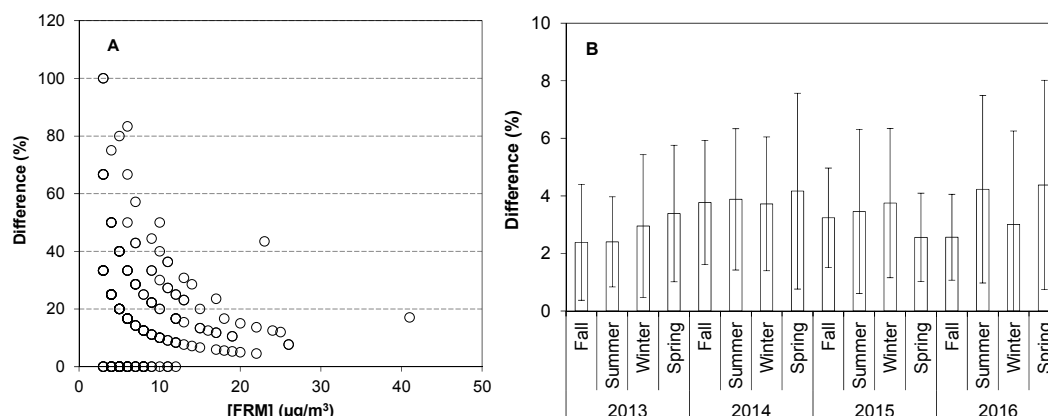 A
Difference (%)
120
100
80
60
40
20
0
0 10 20 30 40 50
[FRM] (µg/m³)
B
Difference (%)
10
8
6
4
2
0
Fall Summer Winter Spring Fall Summer Winter Spring Fall Summer Winter Spring Fall Summer Winter Spring
2013 2014 2015 2016